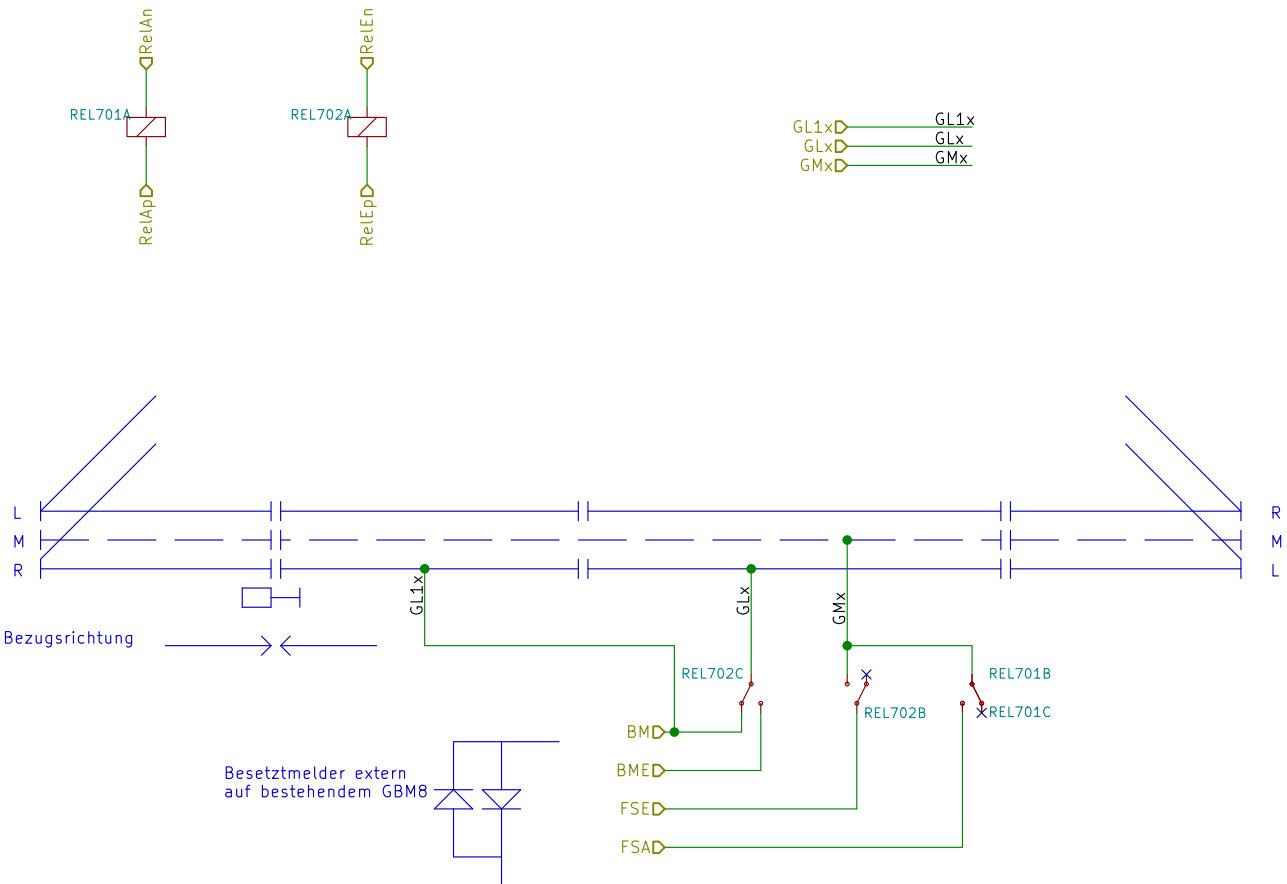 RelAn
RelEn
REL701A
REL702A
RelAp
RelEp
GL1x
GL1x
GLx
GLx
GMx
GMx
L
R
M
M
R
L
GL1x
GLx
GMx
Bezugsrichtung
REL702C
REL701B
REL702B
REL701C
BM
BME
Besetztmelder extern
auf bestehendem GBM8
FSE
FSA